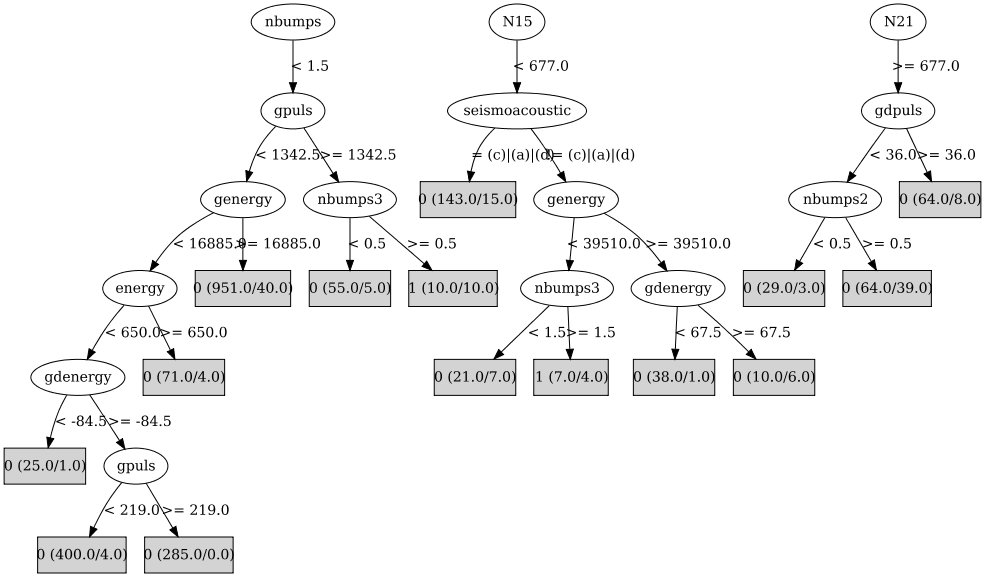 nbumps N15 N21
< 1.5 < 677.0 >= 677.0
gpuls seismoacoustic gdpuls
< 1342.5 >= 1342.5 = (c)|(a)|(d) != (c)|(a)|(d) < 36.0 >= 36.0
genergy nbumps3 0 (143.0/15.0) genergy nbumps2 0 (64.0/8.0)
< 16885.0 >= 16885.0 < 0.5 >= 0.5 < 39510.0 >= 39510.0 < 0.5 >= 0.5
energy 0 (951.0/40.0) 0 (55.0/5.0) 1 (10.0/10.0) nbumps3 gdenergy 0 (29.0/3.0) 0 (64.0/39.0)
< 650.0 >= 650.0 < 1.5 >= 1.5 < 67.5 >= 67.5
gdenergy 0 (71.0/4.0) 0 (21.0/7.0) 1 (7.0/4.0) 0 (38.0/1.0) 0 (10.0/6.0)
< -84.5 >= -84.5
0 (25.0/1.0) gpuls
< 219.0 >= 219.0
0 (400.0/4.0) 0 (285.0/0.0)